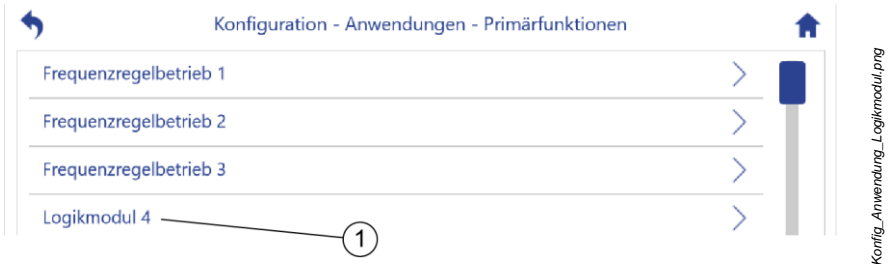 Konfiguration - Anwendungen - Primärfunktionen
Frequenzregelbetrieb 1
Frequenzregelbetrieb 2
Frequenzregelbetrieb 3
Logikmodul 4
1
Konfig_Anwendung_Logikmodul.png